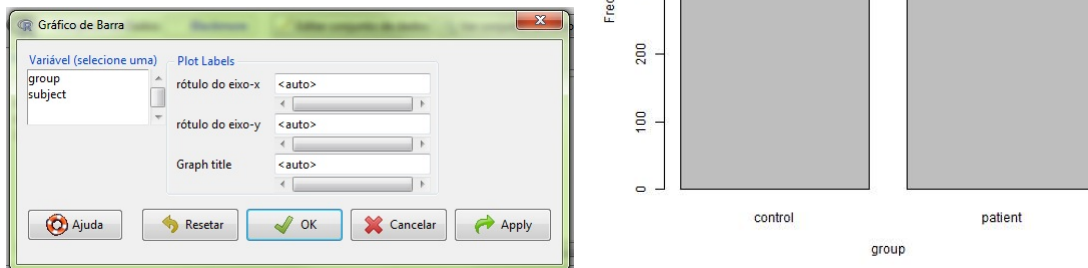 Gráfico de Barra
Variável (selecione uma)
group
subject
Plot Labels
rótulo do eixo-x
<auto>
rótulo do eixo-y
<auto>
Graph title
<auto>
Ajuda
Resetar
OK
Cancelar
Apply
200
100
0
control
patient
group